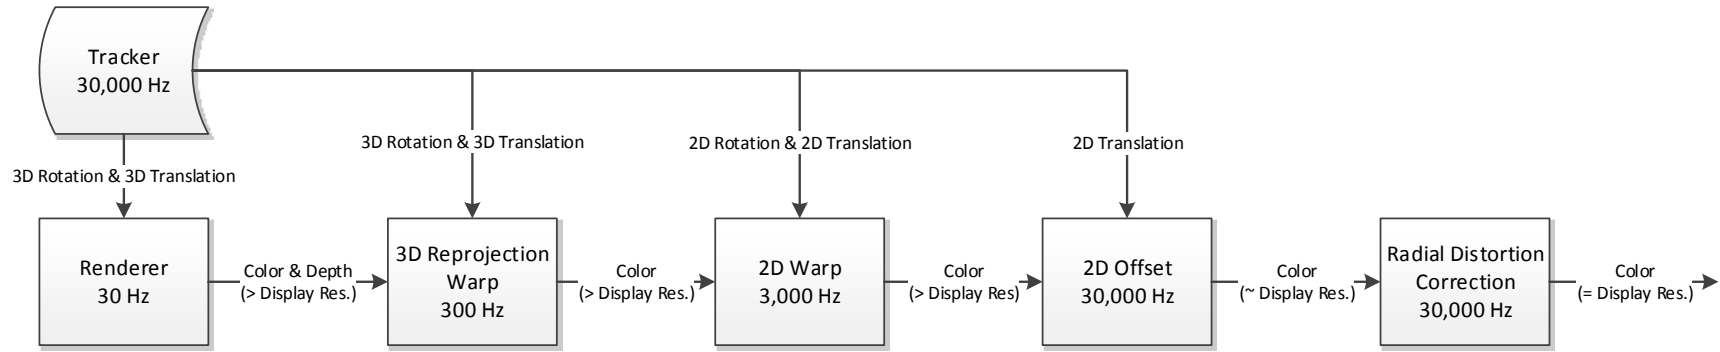 Tracker
30,000 Hz
3D Rotation & 3D Translation
3D Rotation & 3D Translation
2D Rotation & 2D Translation
2D Translation
Renderer
30 Hz
Color & Depth
(> Display Res.)
3D Reprojection
Warp
300 Hz
Color
(> Display Res.)
2D Warp
3,000 Hz
Color
(> Display Res)
2D Offset
30,000 Hz
Color
(~ Display Res.)
Radial Distortion
Correction
30,000 Hz
Color
(= Display Res.)